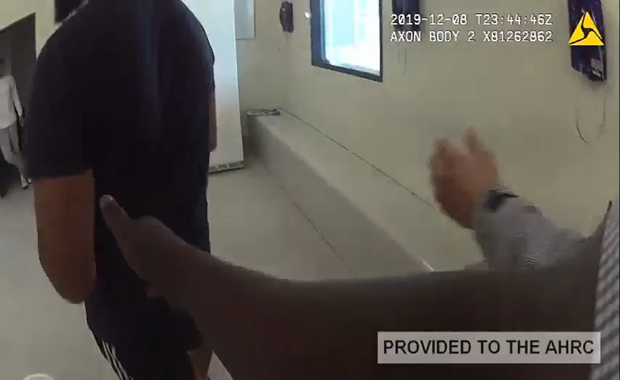 2019-12-08 T23:44:46Z
AXON BODY 2 X81262862
PROVIDED TO THE AHRC